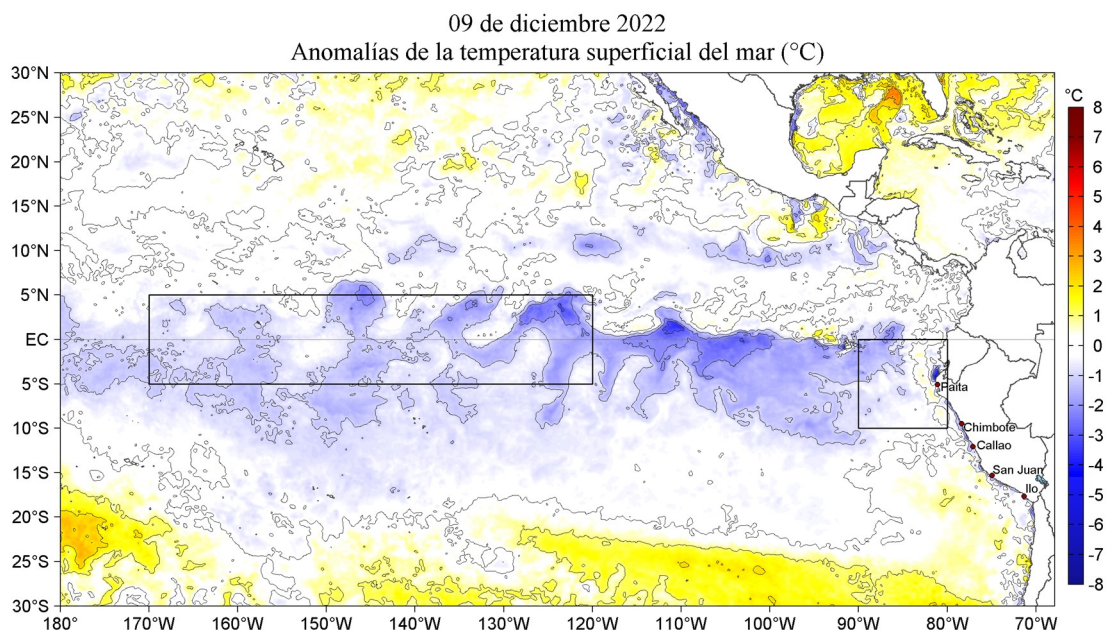 09 de diciembre 2022
Anomalías de la temperatura superficial del mar (°C)
30°N
25°N
20°N
15°N
10°N
5°N
EC
5°S
10°S
15°S
20°S
25°S
30°S
180°
170°W
160°W
150°W
140°W
130°W
120°W
110°W
100°W
90°W
80°W
70°W
Paita
Chimbote
Callao
San Juan
Ilo
°C
8
7
6
5
4
3
2
1
0
-1
-2
-3
-4
-5
-6
-7
-8